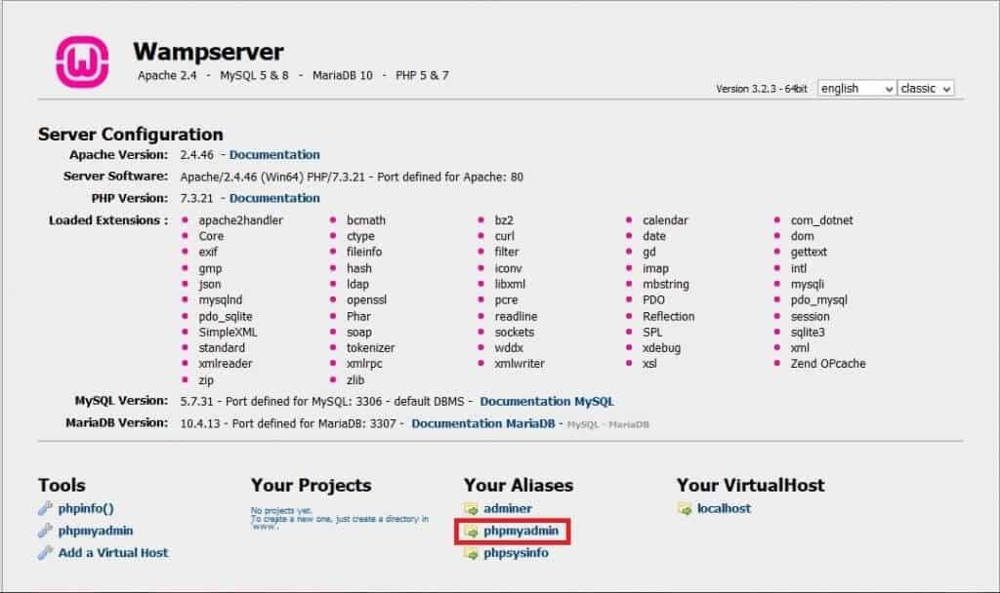 Wampserver
Apache 2.4 - MySQL 5 & 8 - MariaDB 10 - PHP 5 & 7
Version 3.2.3 - 64bit english classic
Server Configuration
Apache Version: 2.4.46 - Documentation
Server Software: Apache/2.4.46 (Win64) PHP/7.3.21 - Port defined for Apache: 80
PHP Version: 7.3.21 - Documentation
Loaded Extensions : apache2handler bcmath bz2 calendar com_dotnet
Core ctype curl date dom
exif fileinfo filter gd gettext
gmp hash iconv imap intl
json ldap libxml mbstring mysqli
mysqlnd openssl pcre PDO pdo_mysql
pdo_sqlite Phar readline Reflection session
SimpleXML soap sockets SPL sqlite3
standard tokenizer wddx xdebug xml
xmlreader xmlrpc xmlwriter xsl Zend OPcache
zip zlib
MySQL Version: 5.7.31 - Port defined for MySQL: 3306 - default DBMS - Documentation MySQL
MariaDB Version: 10.4.13 - Port defined for MariaDB: 3307 - Documentation MariaDB - MySQL - MariaDB
Tools
phpinfo()
phpmyadmin
Add a Virtual Host
Your Projects
No projects yet.
To create a new one, just create a directory in
'www'.
Your Aliases
adminer
phpmyadmin
phpsysinfo
Your VirtualHost
localhost